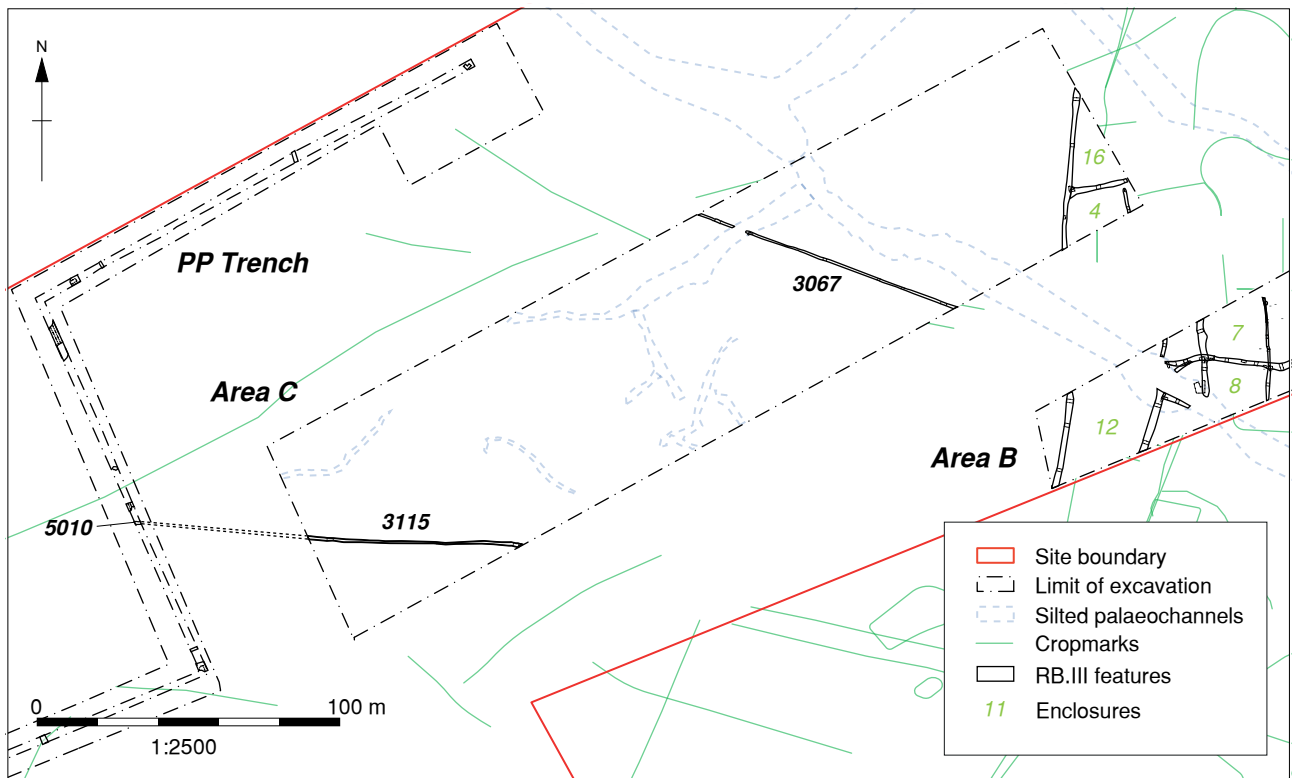 N
16
4
PP Trench
3067
7
8
Area C
12
Area B
3115
5010
Site boundary
Limit of excavation
Silted palaeochannels
Cropmarks
RB.III features
11 Enclosures
0 100 m
1:2500